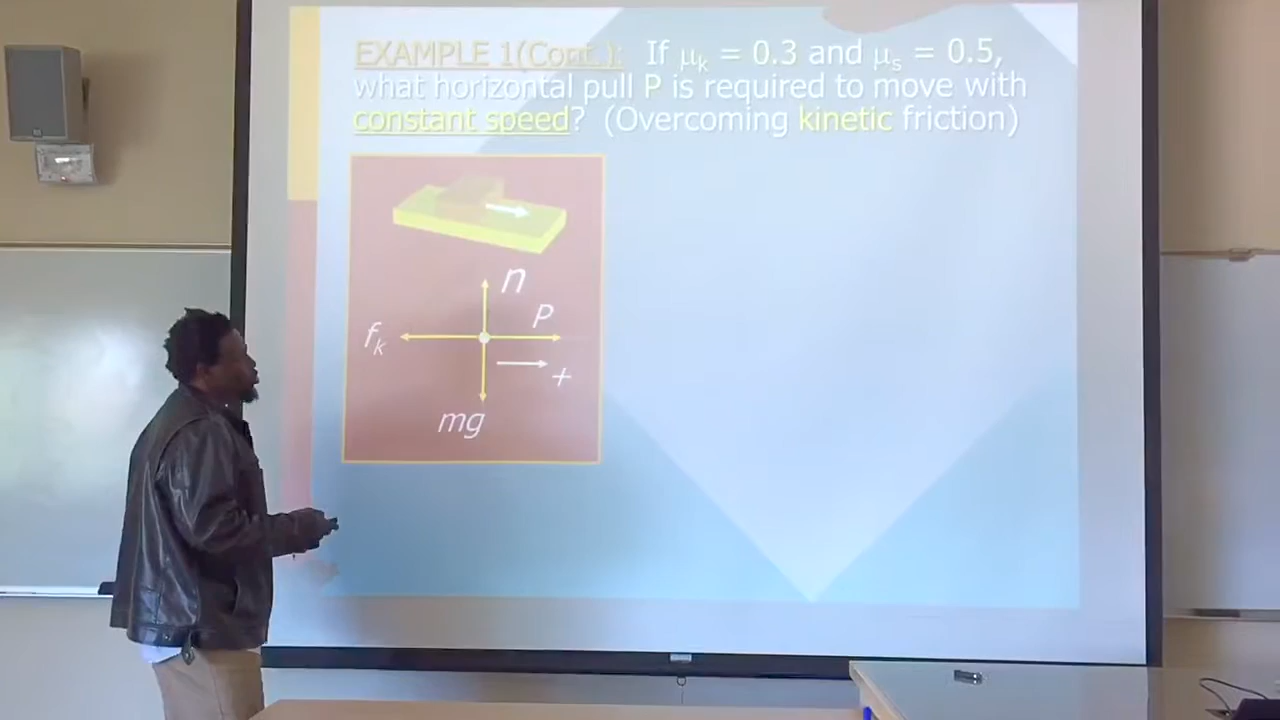 EXAMPLE 1(Cont.): If μk = 0.3 and μs = 0.5,
what horizontal pull P is required to move with
constant speed? (Overcoming kinetic friction)
n
P
fk
+
mg